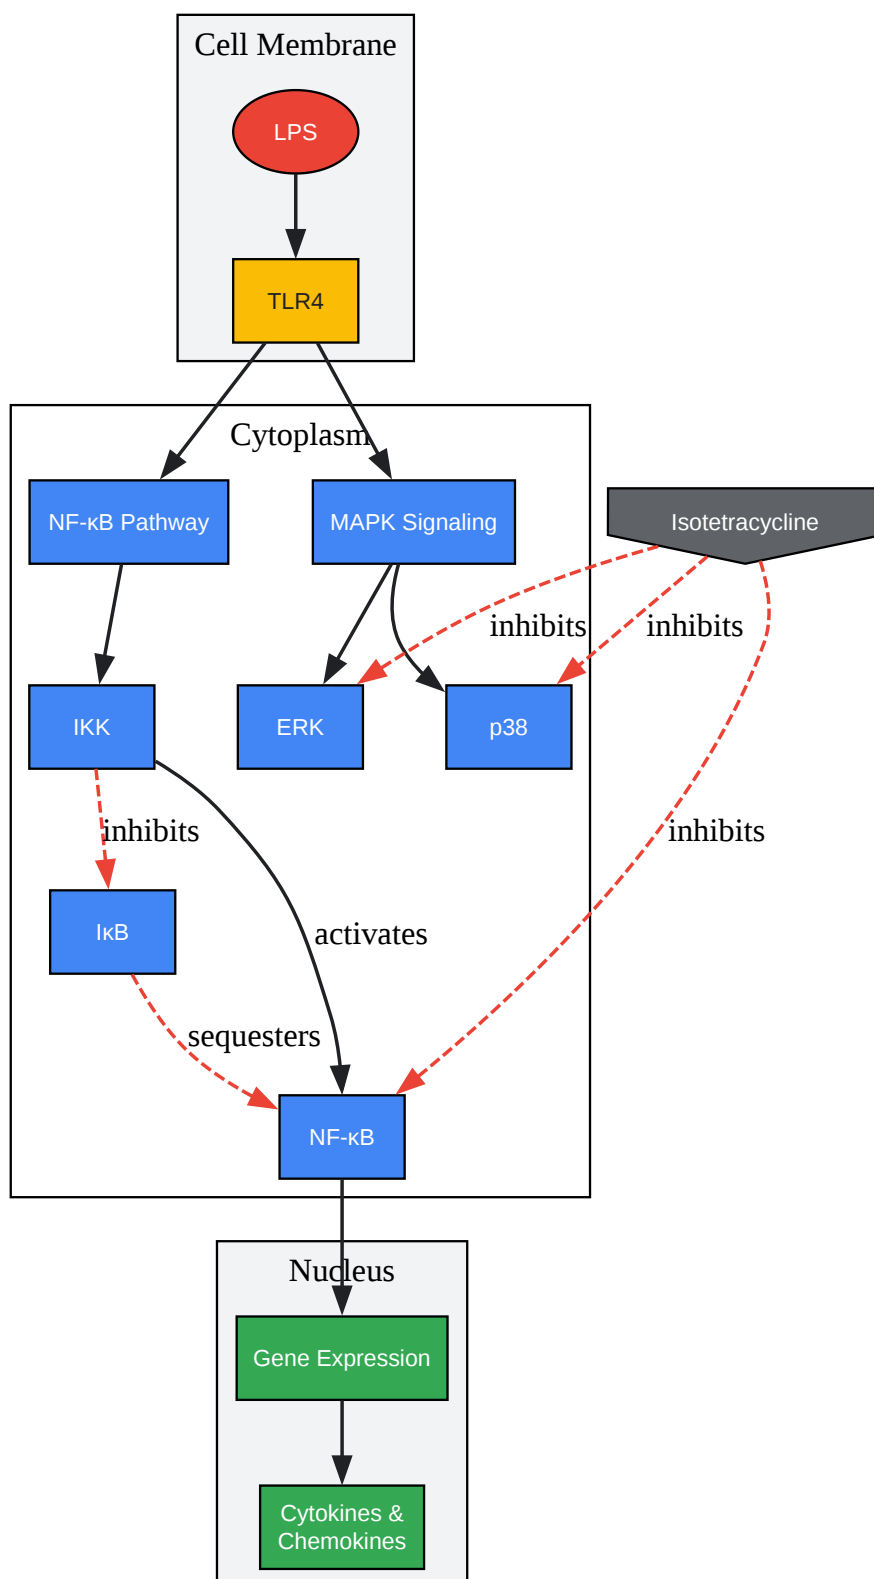 Cell Membrane
LPS
TLR4
Cytoplasm
NF-κB Pathway
MAPK Signaling
Isotetracycline
inhibits
inhibits
IKK
ERK
p38
inhibits
inhibits
IκB
activates
sequesters
NF-κB
Nucleus
Gene Expression
Cytokines &
Chemokines